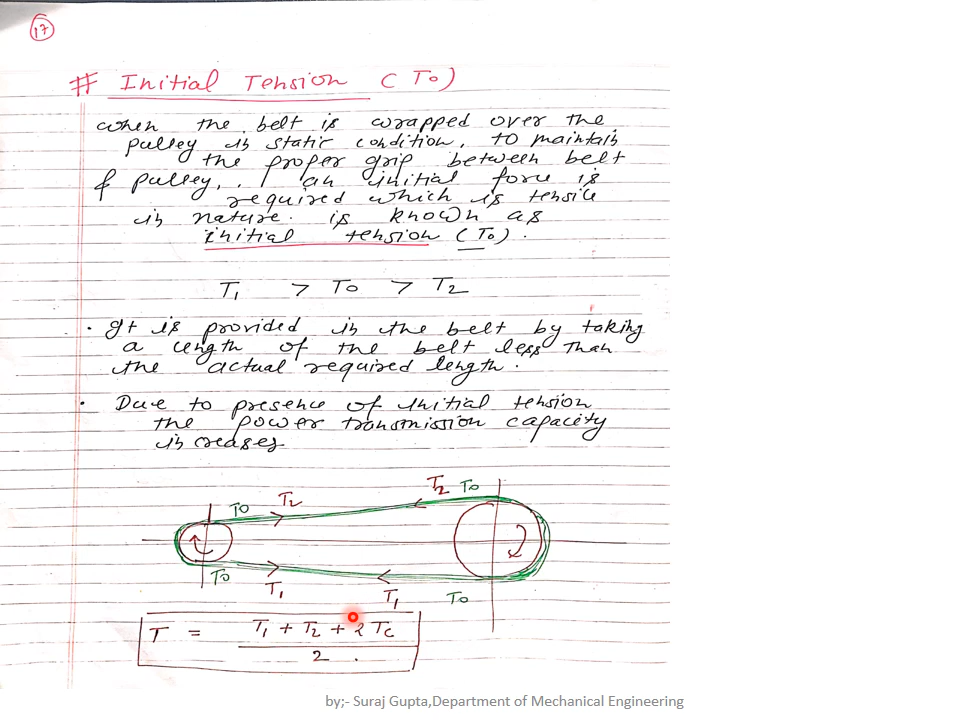 17
# Initial Tension (To)
when the belt is wrapped over the
pulley in static condition, to maintain
the proper grip between belt
& pulley, an initial force is
required which is tensile
in nature. is known as
initial tension (To).
T1 > To > T2
· It is provided in the belt by taking
a length of the belt less than
the actual required length.
· Due to presence of initial tension
the power transmission capacity
increases
T2 To
To T2
To
T1 T1 To
T = T1 + T2 + 2 Tc
2
by;- Suraj Gupta,Department of Mechanical Engineering